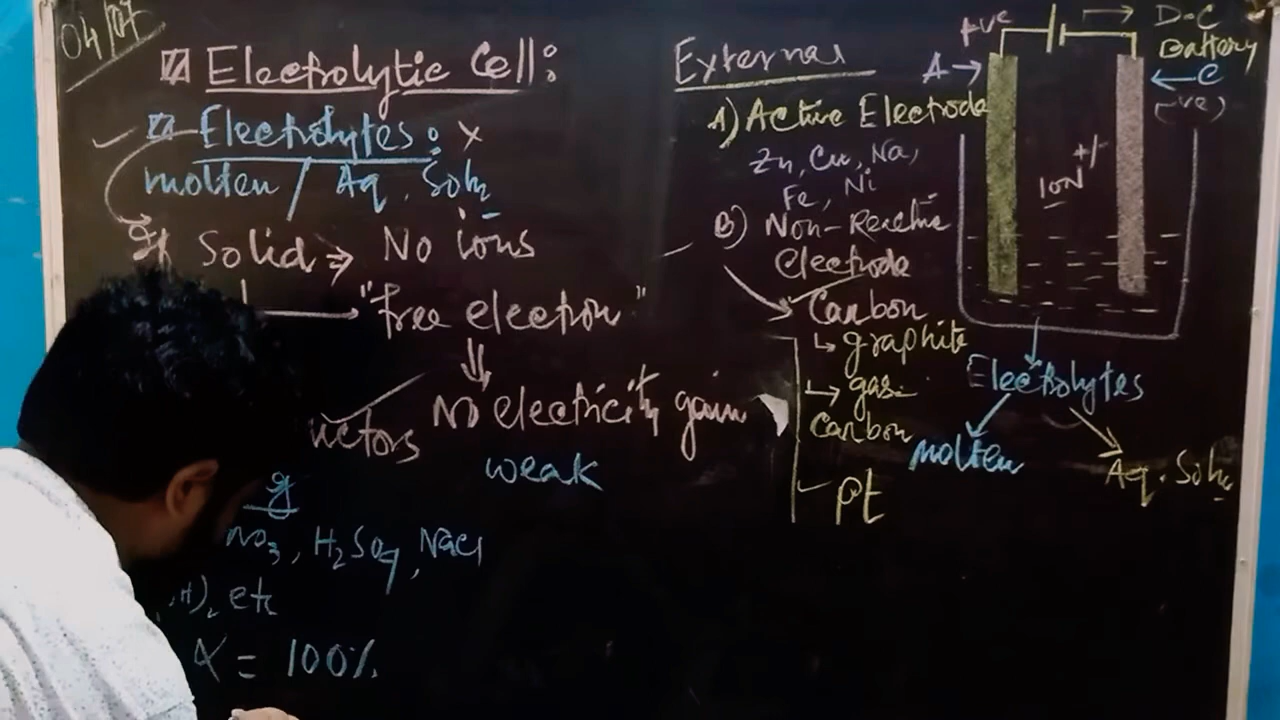 04/07
Electrolytic Cell:
Electrolytes: x
molten / Aq. Soln
If Solid → No ions
"free electron"
No electricity gain
uctors
weak
eg
NO3, H2SO4, NaCl
H)2 etc
α = 100%
External
A) Active Electrode
Zn, Cu, Na,
Fe, Ni
B) Non-Reactive
Electrode
Carbon
↳ graphite
→ gas
Carbon
Pt
+ve
D.C
Battery
A →
← C
(-ve)
ION +/-
Electrolytes
molten
Aq. Soln